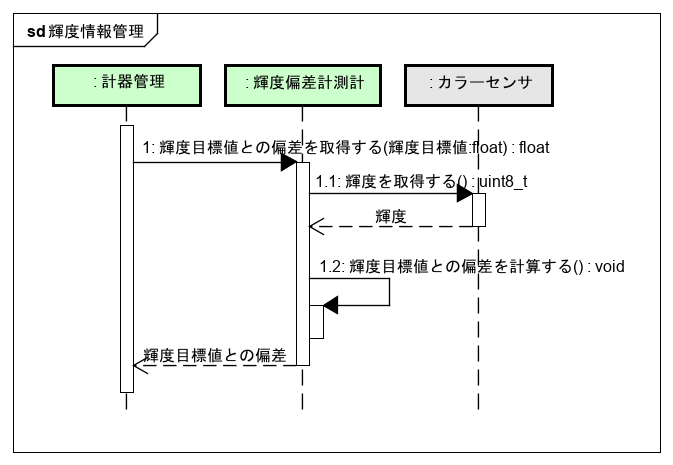 sd 輝度情報管理
: 計器管理
: 輝度偏差計測計
: カラーセンサ
1: 輝度目標値との偏差を取得する(輝度目標値:float) : float
1.1: 輝度を取得する() : uint8_t
輝度
1.2: 輝度目標値との偏差を計算する() : void
輝度目標値との偏差